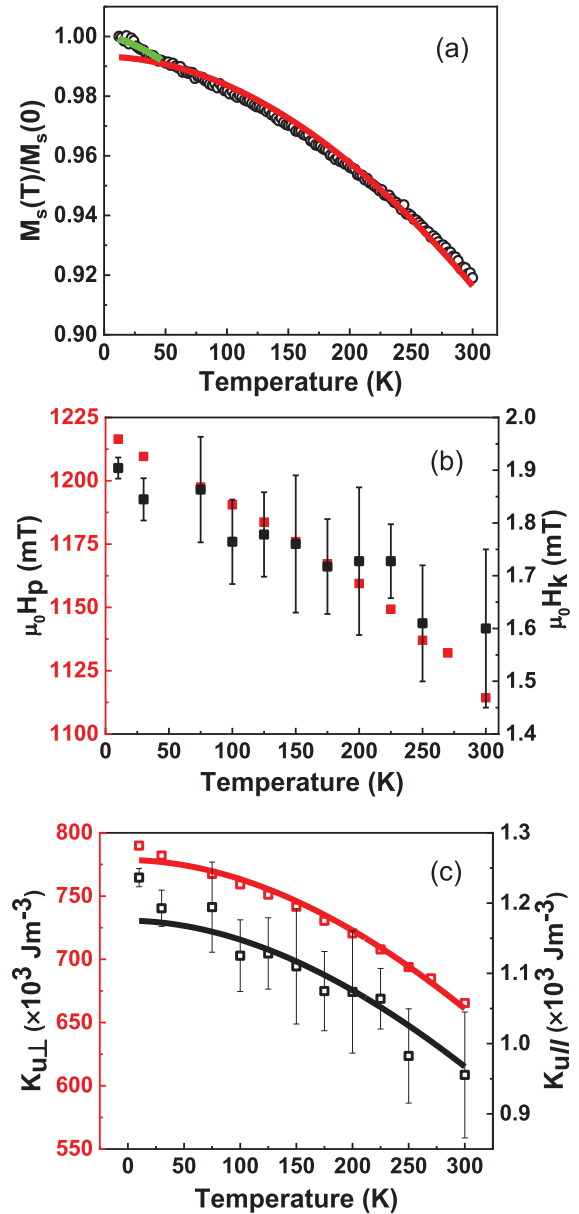 (a)
1.00
0.98
0.96
0.94
0.92
0.90
Mₛ(T)/Mₛ(0)
0 50 100 150 200 250 300
Temperature (K)
(b)
1225
1200
1175
1150
1125
1100
μ₀Hp (mT)
2.0
1.9
1.8
1.7
1.6
1.5
1.4
μ₀Hk (mT)
0 50 100 150 200 250 300
Temperature (K)
(c)
800
750
700
650
600
550
Ku⊥ (×10³ Jm-³)
1.3
1.2
1.1
1.0
0.9
Ku// (×10³ Jm-³)
0 50 100 150 200 250 300
Temperature (K)